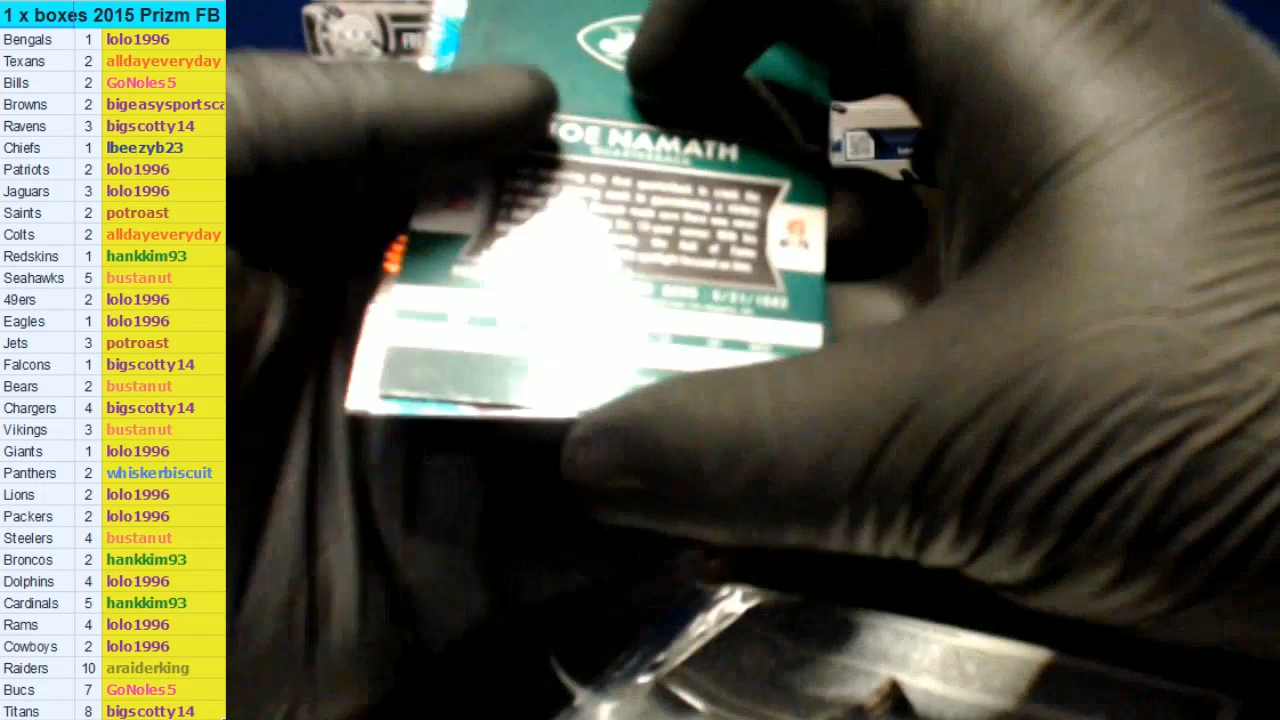 1 x boxes 2015 Prizm FB
Bengals 1 lolo1996
Texans 2 alldayeveryday
Bills 2 GoNoles5
Browns 2 bigeasysportsca
Ravens 3 bigscotty14
Chiefs 1 lbeezyb23
Patriots 2 lolo1996
Jaguars 3 lolo1996
Saints 2 potroast
Colts 2 alldayeveryday
Redskins 1 hankkim93
Seahawks 5 bustanut
49ers 2 lolo1996
Eagles 1 lolo1996
Jets 3 potroast
Falcons 1 bigscotty14
Bears 2 bustanut
Chargers 4 bigscotty14
Vikings 3 bustanut
Giants 1 lolo1996
Panthers 2 whiskerbiscuit
Lions 2 lolo1996
Packers 2 lolo1996
Steelers 4 bustanut
Broncos 2 hankkim93
Dolphins 4 lolo1996
Cardinals 5 hankkim93
Rams 4 lolo1996
Cowboys 2 lolo1996
Raiders 10 araiderking
Bucs 7 GoNoles5
Titans 8 bigscotty14
OE NAMATH
QUARTERBACK